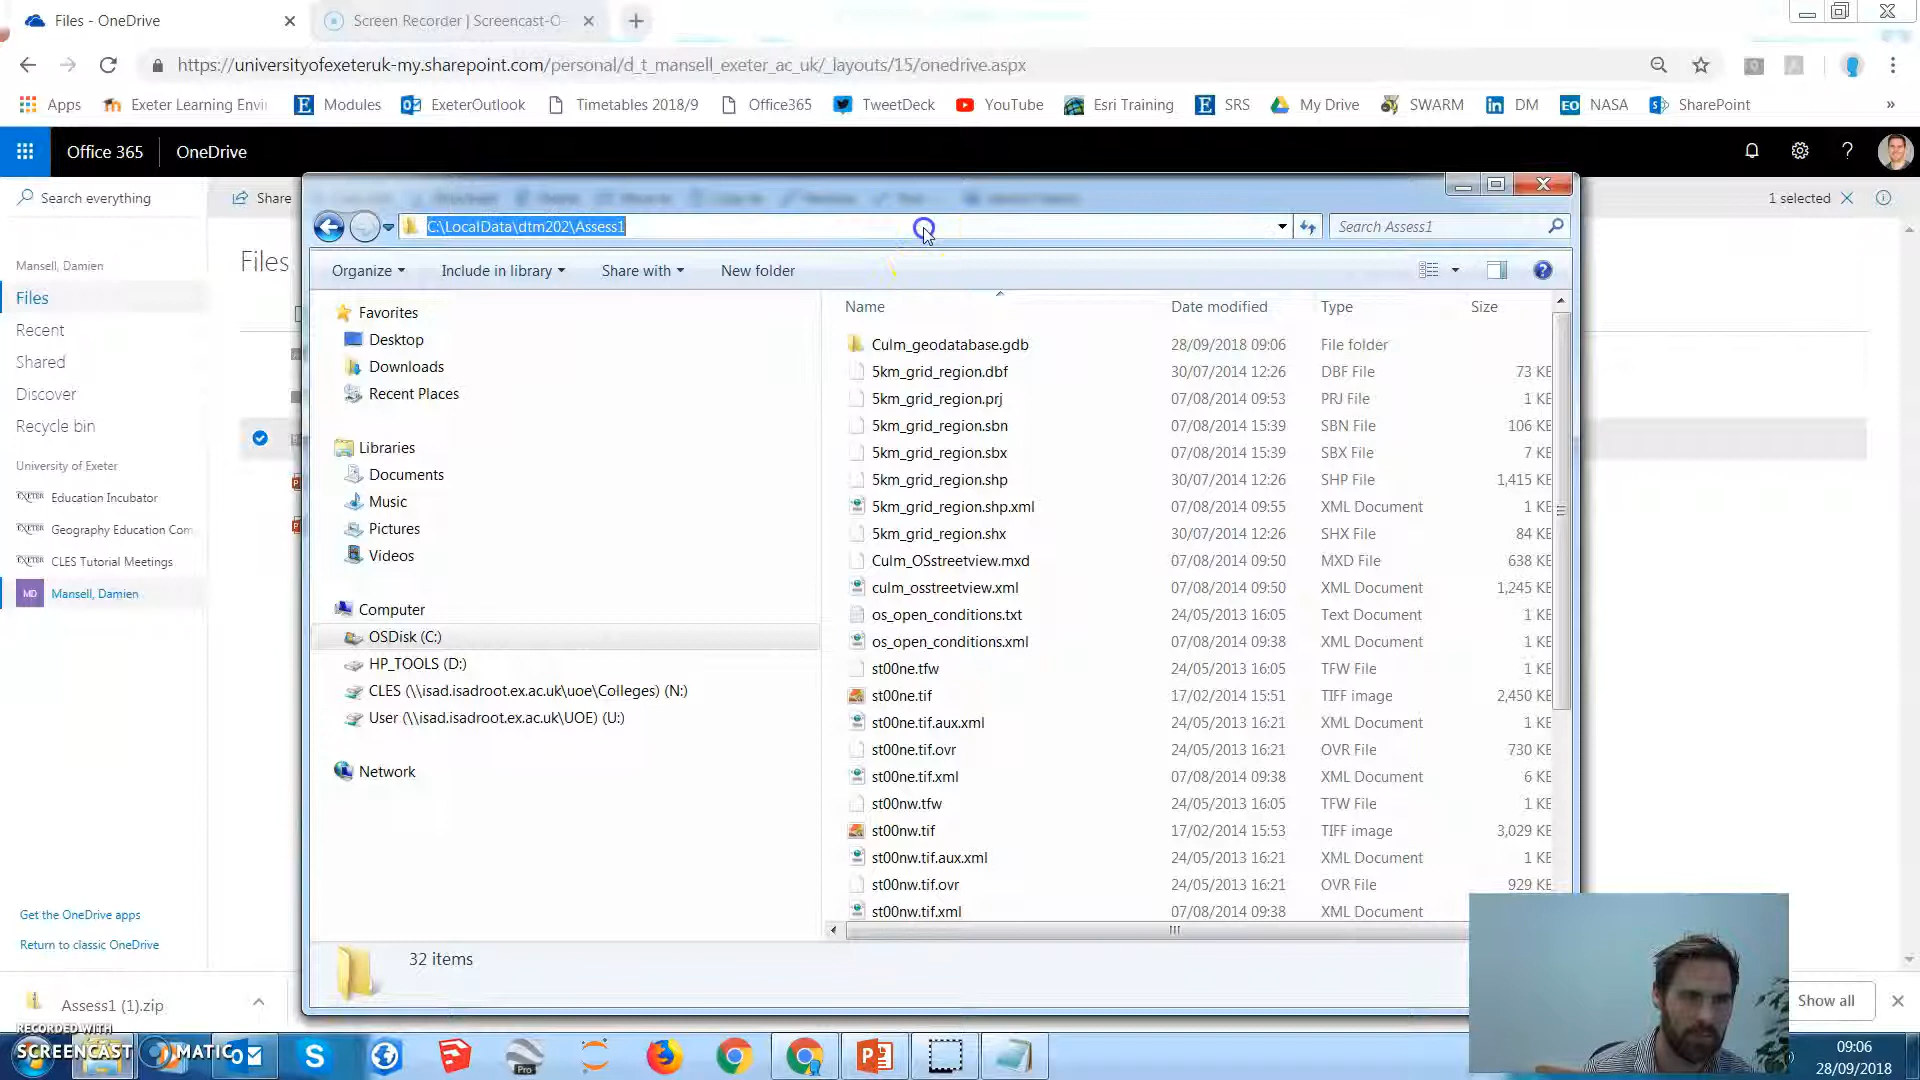 Files - OneDrive
Screen Recorder | Screencast-O-
https://universityofexeteruk-my.sharepoint.com/personal/d_t_mansell_exeter_ac_uk/_layouts/15/onedrive.aspx
Apps
Exeter Learning Envi
Modules
ExeterOutlook
Timetables 2018/9
Office365
TweetDeck
YouTube
Esri Training
SRS
My Drive
SWARM
DM
NASA
SharePoint
»
Office 365
OneDrive
Search everything
Share
1 selected
Mansell, Damien
Files
Recent
Shared
Discover
Recycle bin
University of Exeter
Education Incubator
Geography Education Com
CLES Tutorial Meetings
MD Mansell, Damien
Get the OneDrive apps
Return to classic OneDrive
Files
C:\LocalData\dtm202\Assess1
Search Assess1
Organize
Include in library
Share with
New folder
Favorites
Desktop
Downloads
Recent Places
Libraries
Documents
Music
Pictures
Videos
Computer
OSDisk (C:)
HP_TOOLS (D:)
CLES (\\isad.isadroot.ex.ac.uk\uoe\Colleges) (N:)
User (\\isad.isadroot.ex.ac.uk\UOE) (U:)
Network
Name Date modified Type Size
Culm_geodatabase.gdb 28/09/2018 09:06 File folder
5km_grid_region.dbf 30/07/2014 12:26 DBF File 73 KB
5km_grid_region.prj 07/08/2014 09:53 PRJ File 1 KB
5km_grid_region.sbn 07/08/2014 15:39 SBN File 106 KB
5km_grid_region.sbx 07/08/2014 15:39 SBX File 7 KB
5km_grid_region.shp 30/07/2014 12:26 SHP File 1,415 KB
5km_grid_region.shp.xml 07/08/2014 09:55 XML Document 1 KB
5km_grid_region.shx 30/07/2014 12:26 SHX File 84 KB
Culm_OSstreetview.mxd 07/08/2014 09:50 MXD File 638 KB
culm_osstreetview.xml 07/08/2014 09:50 XML Document 1,245 KB
os_open_conditions.txt 24/05/2013 16:05 Text Document 1 KB
os_open_conditions.xml 07/08/2014 09:38 XML Document 1 KB
st00ne.tfw 24/05/2013 16:05 TFW File 1 KB
st00ne.tif 17/02/2014 15:51 TIFF image 2,450 KB
st00ne.tif.aux.xml 24/05/2013 16:21 XML Document 1 KB
st00ne.tif.ovr 24/05/2013 16:21 OVR File 730 KB
st00ne.tif.xml 07/08/2014 09:38 XML Document 6 KB
st00nw.tfw 24/05/2013 16:05 TFW File 1 KB
st00nw.tif 17/02/2014 15:53 TIFF image 3,029 KB
st00nw.tif.aux.xml 24/05/2013 16:21 XML Document 1 KB
st00nw.tif.ovr 24/05/2013 16:21 OVR File 929 KB
st00nw.tif.xml 07/08/2014 09:38 XML Document
32 items
Assess1 (1).zip
Show all
RECORDED WITH
SCREENCAST MATIC
Pro
09:06
28/09/2018